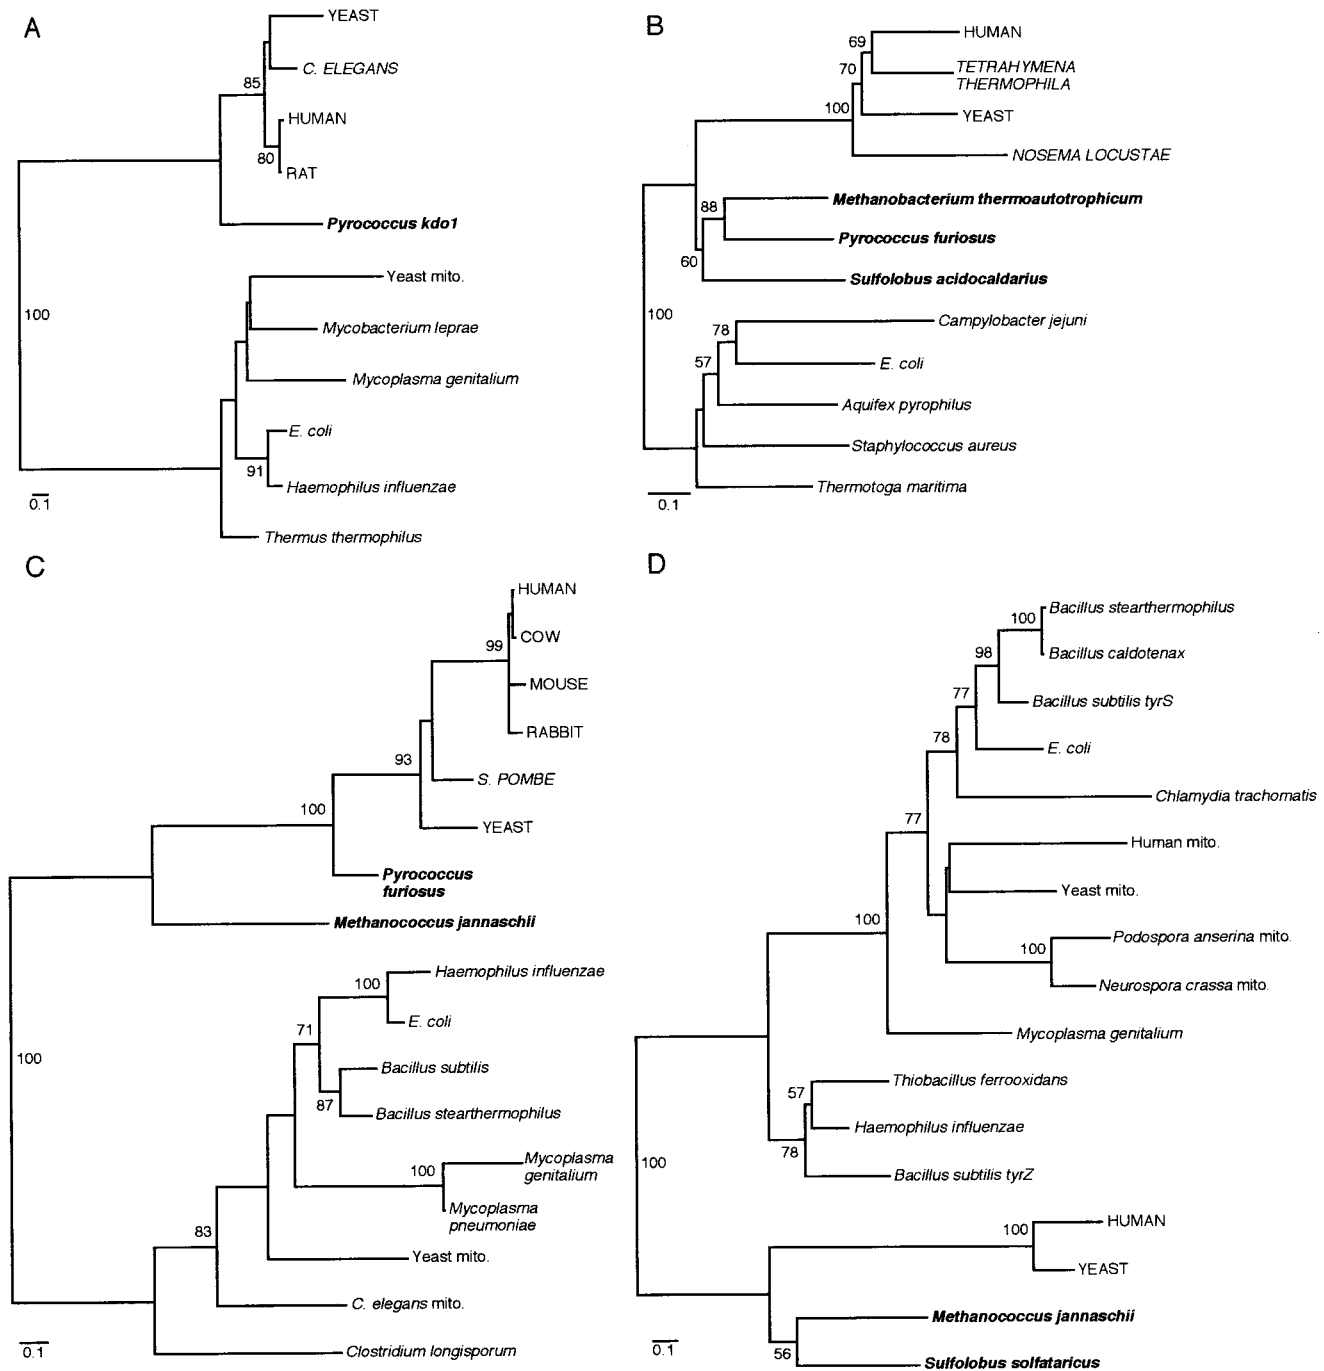 A
YEAST
C. ELEGANS
85
HUMAN
80
RAT
Pyrococcus kdo1
Yeast mito.
100
Mycobacterium leprae
Mycoplasma genitalium
E. coli
91
Haemophilus influenzae
0.1
Thermus thermophilus
B
HUMAN
69
TETRAHYMENA
THERMOPHILA
70
100
YEAST
NOSEMA LOCUSTAE
Methanobacterium thermoautotrophicum
88
Pyrococcus furiosus
60
Sulfolobus acidocaldarius
100
Campylobacter jejuni
78
E. coli
57
Aquifex pyrophilus
Staphylococcus aureus
Thermotoga maritima
0.1
C
HUMAN
COW
99
MOUSE
RABBIT
93
S. POMBE
100
YEAST
Pyrococcus
furiosus
Methanococcus jannaschii
Haemophilus influenzae
100
E. coli
71
100
Bacillus subtilis
87
Bacillus stearthermophilus
Mycoplasma
genitalium
100
Mycoplasma
pneumoniae
83
Yeast mito.
C. elegans mito.
0.1
Clostridium longisporum
D
Bacillus stearthermophilus
100
98
Bacillus caldotenax
77
Bacillus subtilis tyrS
78
E. coli
Chlamydia trachomatis
77
Human mito.
Yeast mito.
100
Podospora anserina mito.
100
Neurospora crassa mito.
Mycoplasma genitalium
Thiobacillus ferrooxidans
57
Haemophilus influenzae
78
100
Bacillus subtilis tyrZ
HUMAN
100
YEAST
Methanococcus jannaschii
0.1
56
Sulfolobus solfataricus